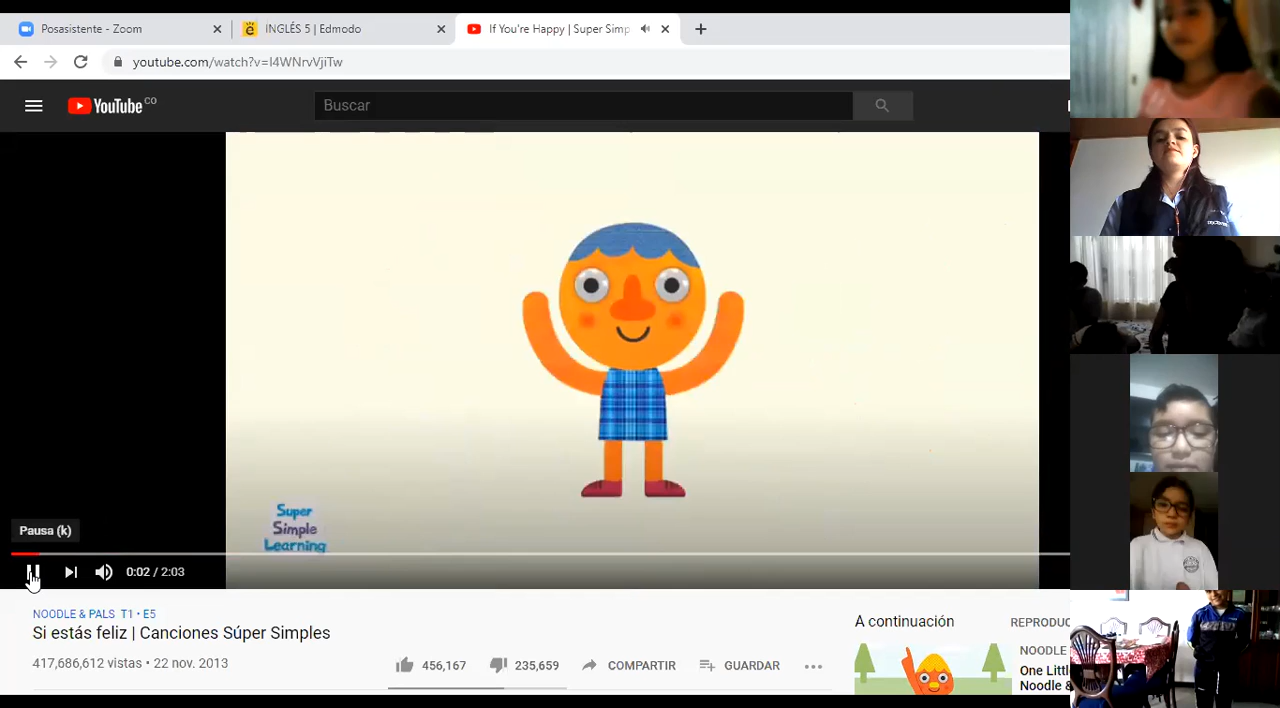 Posasistente - Zoom
INGLÉS 5 | Edmodo
If You're Happy | Super Simp
youtube.com/watch?v=I4WNrvVjiTw
YouTube CO
Buscar
Super
Simple
Learning
Pausa (k)
0:02 / 2:03
NOODLE & PALS T1 • E5
Si estás feliz | Canciones Súper Simples
417,686,612 vistas • 22 nov. 2013
459,167
235,659
COMPARTIR
GUARDAR
A continuación
REPRODUC
NOODLE
One Littl
Noodle &